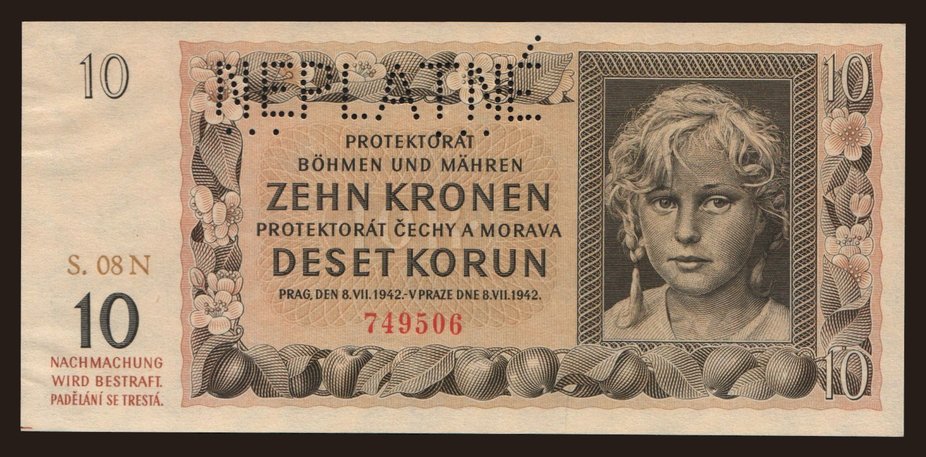 10
NEPLATNÉ
10
PROTEKTORÁT
BÖHMEN UND MÄHREN
ZEHN KRONEN
PROTEKTORÁT ČECHY A MORAVA
DESET KORUN
PRAG, DEN 8. VII. 1942.-V PRAZE DNE 8. VII. 1942.
749506
S. 08 N
10
NACHMACHUNG
WIRD BESTRAFT.
PADĚLÁNÍ SE TRESTÁ.
10